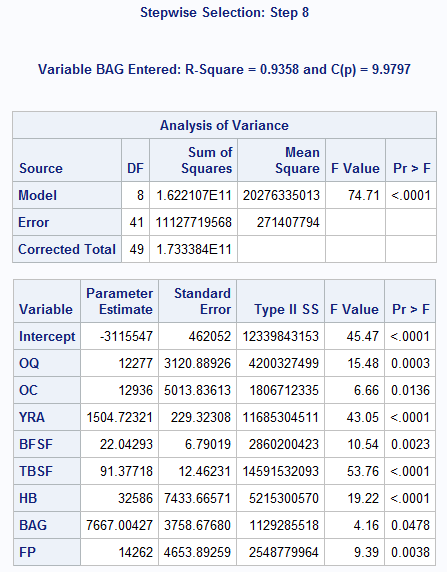 Stepwise Selection: Step 8
Variable BAG Entered: R-Square = 0.9358 and C(p) = 9.9797
Analysis of Variance
Source DF Sum of Squares Mean Square F Value Pr > F
Model 8 1.622107E11 20276335013 74.71 <.0001
Error 41 11127719568 271407794
Corrected Total 49 1.733384E11
Variable Parameter Estimate Standard Error Type II SS F Value Pr > F
Intercept -3115547 462052 12339843153 45.47 <.0001
OQ 12277 3120.88926 4200327499 15.48 0.0003
OC 12936 5013.83613 1806712335 6.66 0.0136
YRA 1504.72321 229.32308 11685304511 43.05 <.0001
BFSF 22.04293 6.79019 2860200423 10.54 0.0023
TBSF 91.37718 12.46231 14591532093 53.76 <.0001
HB 32586 7433.66571 5215300570 19.22 <.0001
BAG 7667.00427 3758.67680 1129285518 4.16 0.0478
FP 14262 4653.89259 2548779964 9.39 0.0038